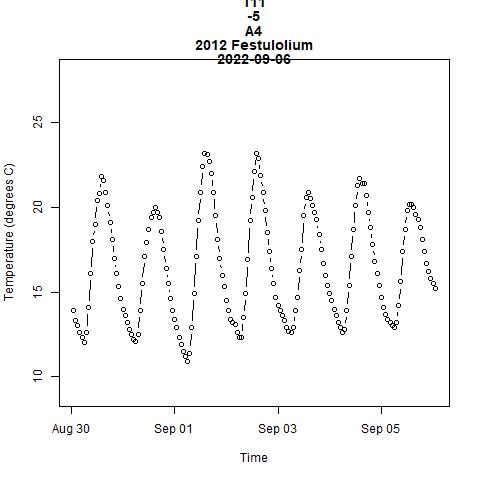 T11
-5
A4
2012 Festulolium
2022-09-06
Temperature (degrees C)
25
20
15
10
Aug 30
Sep 01
Sep 03
Sep 05
Time